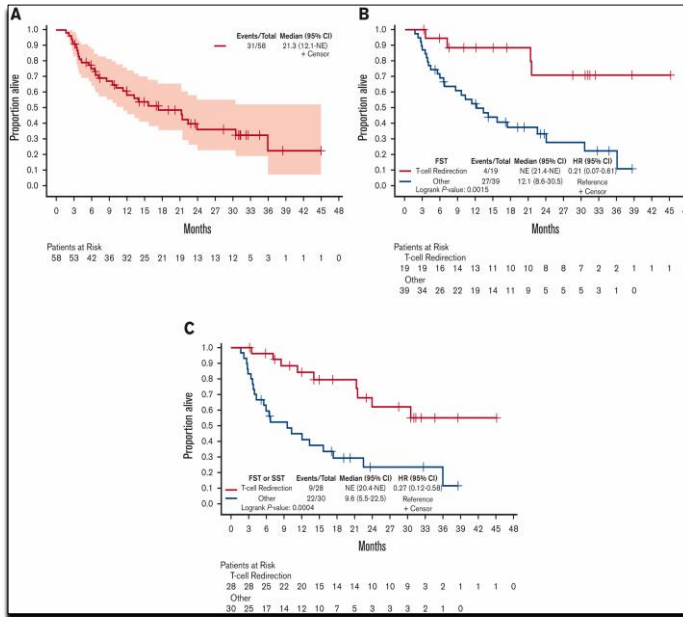 A
Events/Total Median (95% CI)
31/58 21.3 (12.1-NE)
+ Censor
Proportion alive
1.0
0.9
0.8
0.7
0.6
0.5
0.4
0.3
0.2
0.1
0.0
0 3 6 9 12 15 18 21 24 27 30 33 36 39 42 45 48
Months
Patients at Risk
58 53 42 36 32 25 21 19 13 13 12 5 3 1 1 1 0
B
Proportion alive
1.0
0.9
0.8
0.7
0.6
0.5
0.4
0.3
0.2
0.1
0.0
FST Events/Total Median (95% CI) HR (95% CI)
T-cell Redirection 4/19 NE (21.4-NE) 0.21 (0.07-0.61)
Other 27/39 12.1 (8.6-30.5) Reference
Logrank P-value: 0.0015 + Censor
0 3 6 9 12 15 18 21 24 27 30 33 36 39 42 45 48
Months
Patients at Risk
T-cell Redirection
19 19 16 14 13 11 10 10 8 8 7 2 2 1 1 1
Other
39 34 26 22 19 14 11 9 5 5 5 3 1 0
C
Proportion alive
1.0
0.9
0.8
0.7
0.6
0.5
0.4
0.3
0.2
0.1
0.0
FST or SST Events/Total Median (95% CI) HR (95% CI)
T-cell Redirection 9/28 NE (20.4-NE) 0.27 (0.12-0.58)
Other 22/30 9.6 (5.5-22.5) Reference
Logrank P-value: 0.0004 + Censor
0 3 6 9 12 15 18 21 24 27 30 33 36 39 42 45 48
Months
Patients at Risk
T-cell Redirection
28 28 25 22 20 15 14 14 10 10 9 3 2 1 1 1 0
Other
30 25 17 14 12 10 7 5 3 3 3 2 1 0